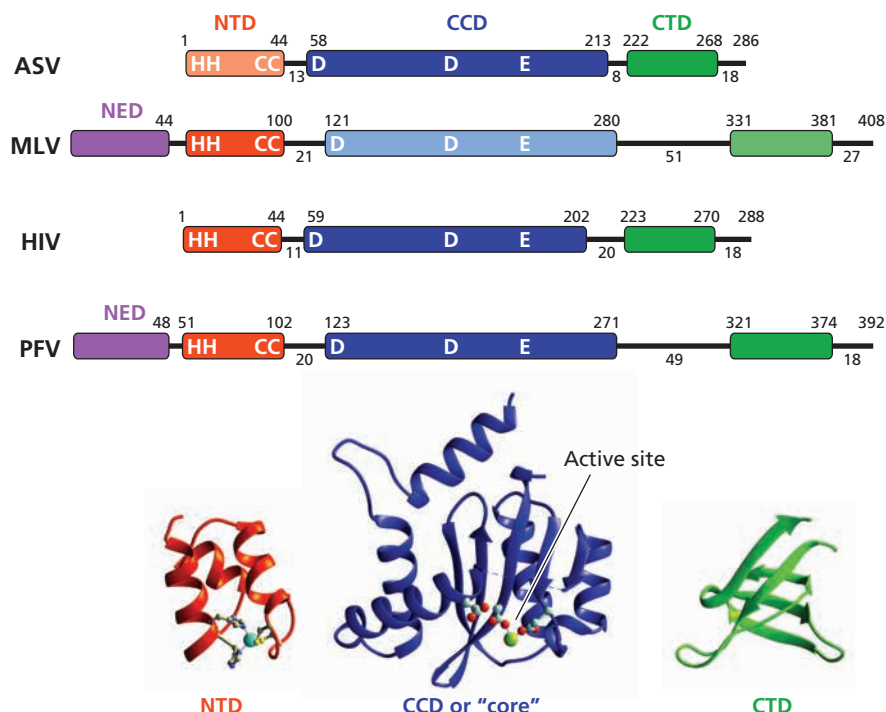 NTD CCD CTD
1 44 58 213 222 268 286
ASV HH CC D D E
13 8 18
NED
44 100 121 280 331 381 408
MLV HH CC D D E
21 51 27
1 44 59 202 223 270 288
HIV HH CC D D E
11 20 18
NED
48 51 102 123 271 321 374 392
PFV HH CC D D E
20 49 18
Active site
NTD CCD or “core” CTD